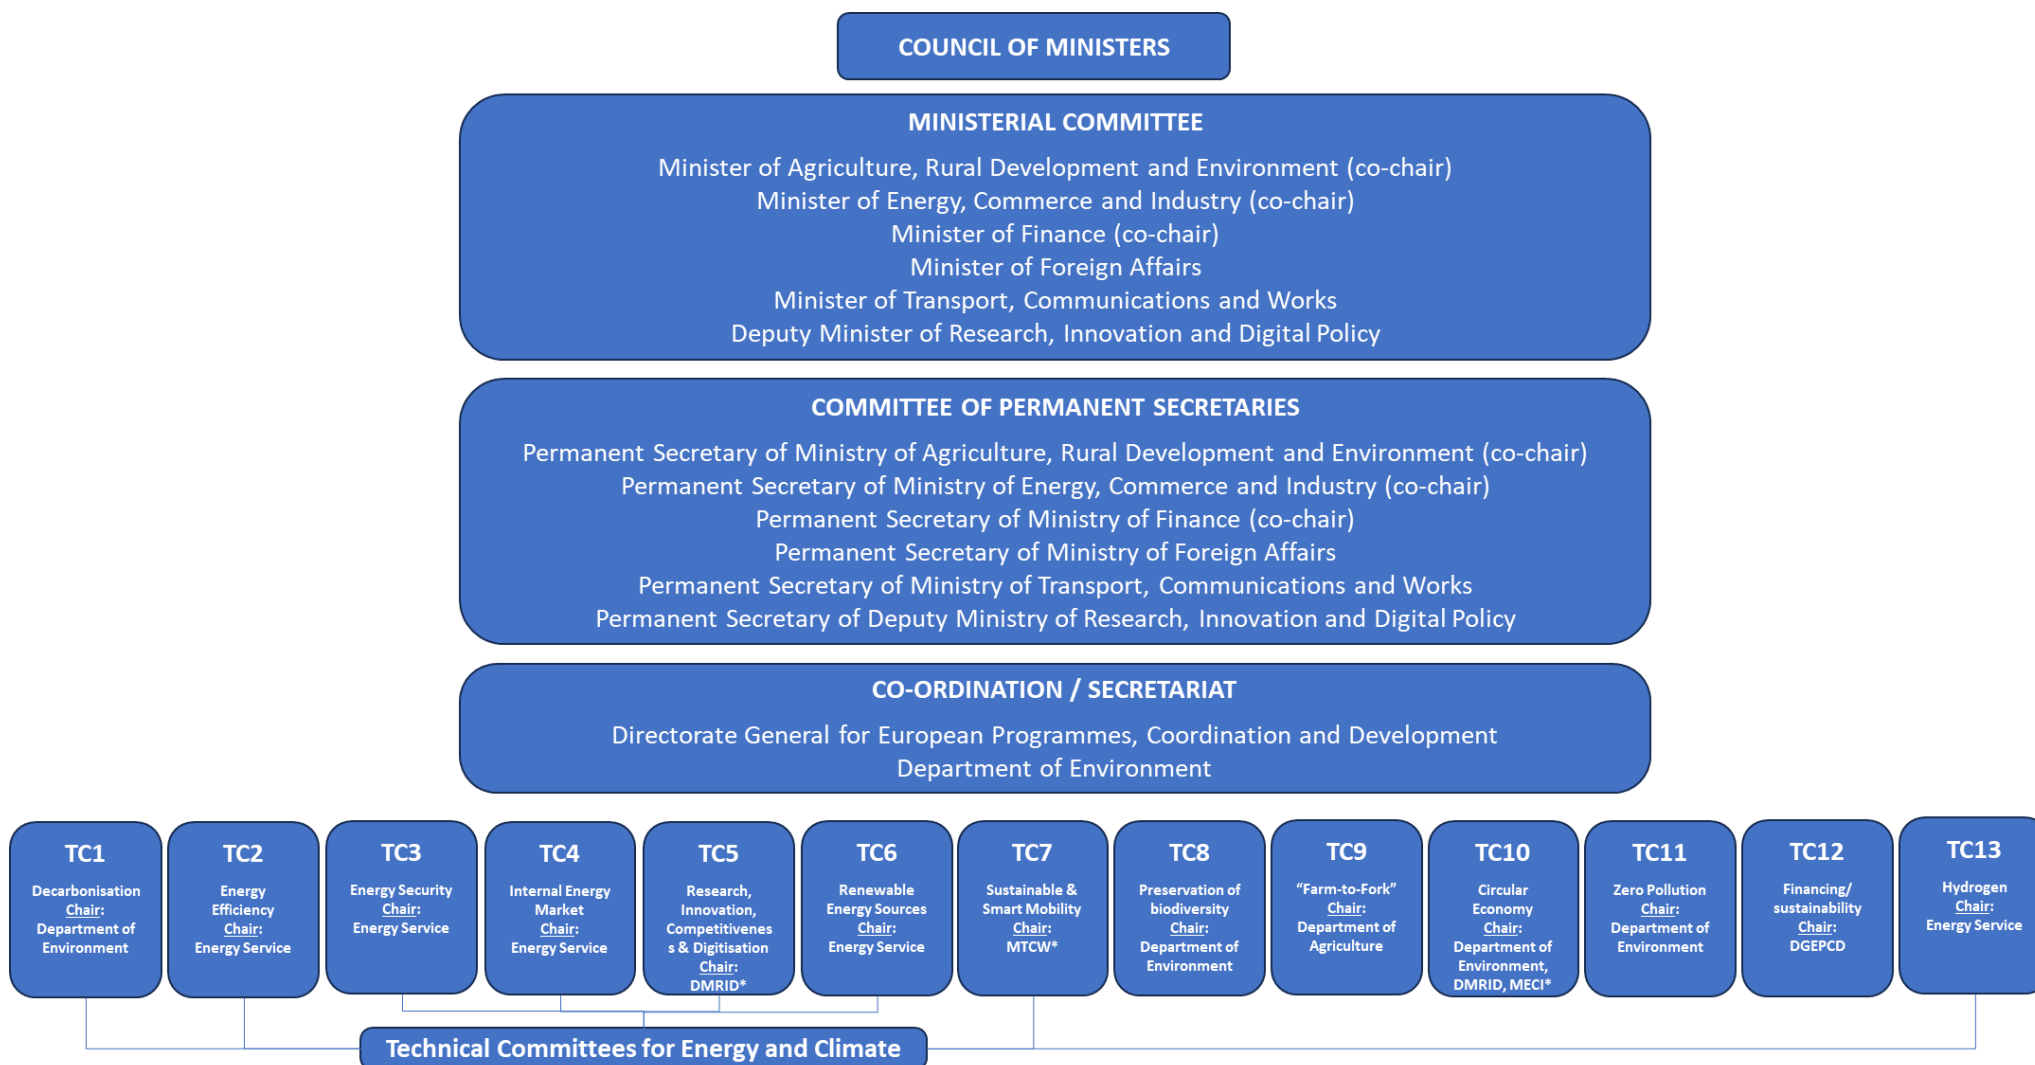 COUNCIL OF MINISTERS
MINISTERIAL COMMITTEE
Minister of Agriculture, Rural Development and Environment (co-chair)
Minister of Energy, Commerce and Industry (co-chair)
Minister of Finance (co-chair)
Minister of Foreign Affairs
Minister of Transport, Communications and Works
Deputy Minister of Research, Innovation and Digital Policy
COMMITTEE OF PERMANENT SECRETARIES
Permanent Secretary of Ministry of Agriculture, Rural Development and Environment (co-chair)
Permanent Secretary of Ministry of Energy, Commerce and Industry (co-chair)
Permanent Secretary of Ministry of Finance (co-chair)
Permanent Secretary of Ministry of Foreign Affairs
Permanent Secretary of Ministry of Transport, Communications and Works
Permanent Secretary of Deputy Ministry of Research, Innovation and Digital Policy
CO-ORDINATION / SECRETARIAT
Directorate General for European Programmes, Coordination and Development
Department of Environment
TC1
Decarbonisation
Chair:
Department of
Environment
TC2
Energy
Efficiency
Chair:
Energy Service
TC3
Energy Security
Chair:
Energy Service
TC4
Internal Energy
Market
Chair:
Energy Service
TC5
Research,
Innovation,
Competitivenes
s & Digitisation
Chair:
DMRID*
TC6
Renewable
Energy Sources
Chair:
Energy Service
TC7
Sustainable &
Smart Mobility
Chair:
MTCW*
TC8
Preservation of
biodiversity
Chair:
Department of
Environment
TC9
“Farm-to-Fork”
Chair:
Department of
Agriculture
TC10
Circular
Economy
Chair:
Department of
Environment,
DMRID, MECI*
TC11
Zero Pollution
Chair:
Department of
Environment
TC12
Financing/
sustainability
Chair:
DGEPCD
TC13
Hydrogen
Chair:
Energy Service
Technical Committees for Energy and Climate